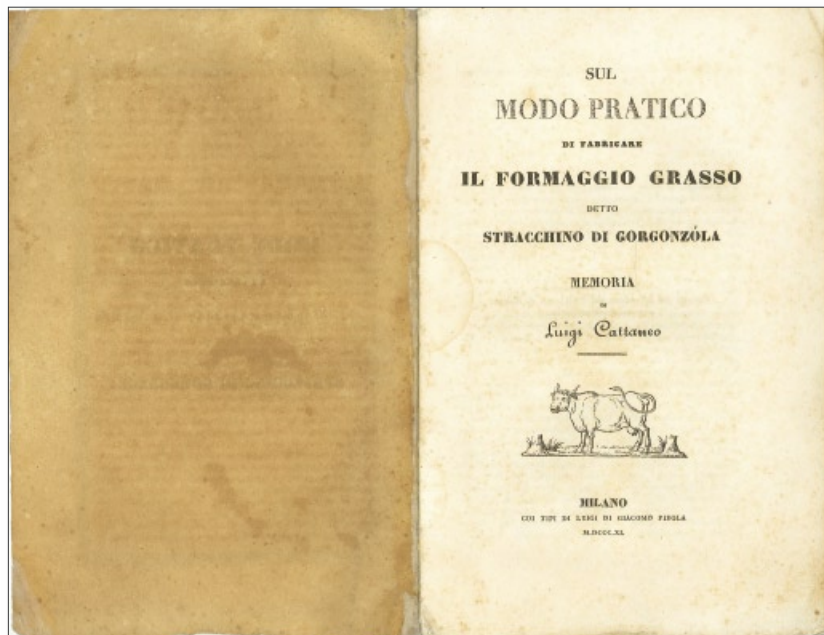 SUL
MODO PRATICO
DI FABRICARE
IL FORMAGGIO GRASSO
DETTO
STRACCHINO DI GORGONZÓLA
MEMORIA
DI
Luigi Cattaneo
MILANO
COI TIPI DI LUIGI DI GIACOMO PIROLA
M.DCCC.XL